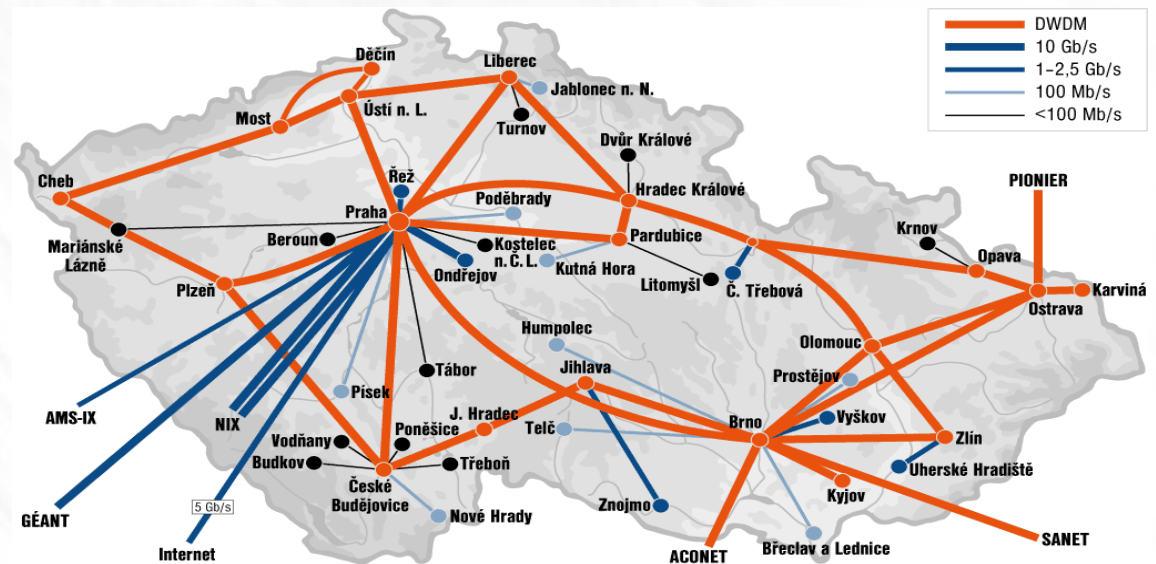 DWDM
10 Gb/s
1–2,5 Gb/s
100 Mb/s
<100 Mb/s
Děčín
Liberec
Jablonec n. N.
Ústí n. L.
Most
Turnov
Dvůr Králové
Cheb
Řež
Hradec Králové
PIONIER
Poděbrady
Praha
Mariánské
Lázně
Beroun
Kostelec
n. Č. L.
Pardubice
Krnov
Opava
Ondřejov
Kutná Hora
Litomyšl
Č. Třebová
Plzeň
Karviná
Ostrava
Humpolec
Olomouc
Jihlava
Tábor
Prostějov
Písek
AMS-IX
NIX
J. Hradec
Brno
Vyškov
Vodňany
Poněšice
Telč
Zlín
Budkov
Třeboň
Uherské Hradiště
České
Budějovice
Kyjov
Znojmo
5 Gb/s
GÉANT
Nové Hrady
Internet
ACONET
Břeclav a Lednice
SANET